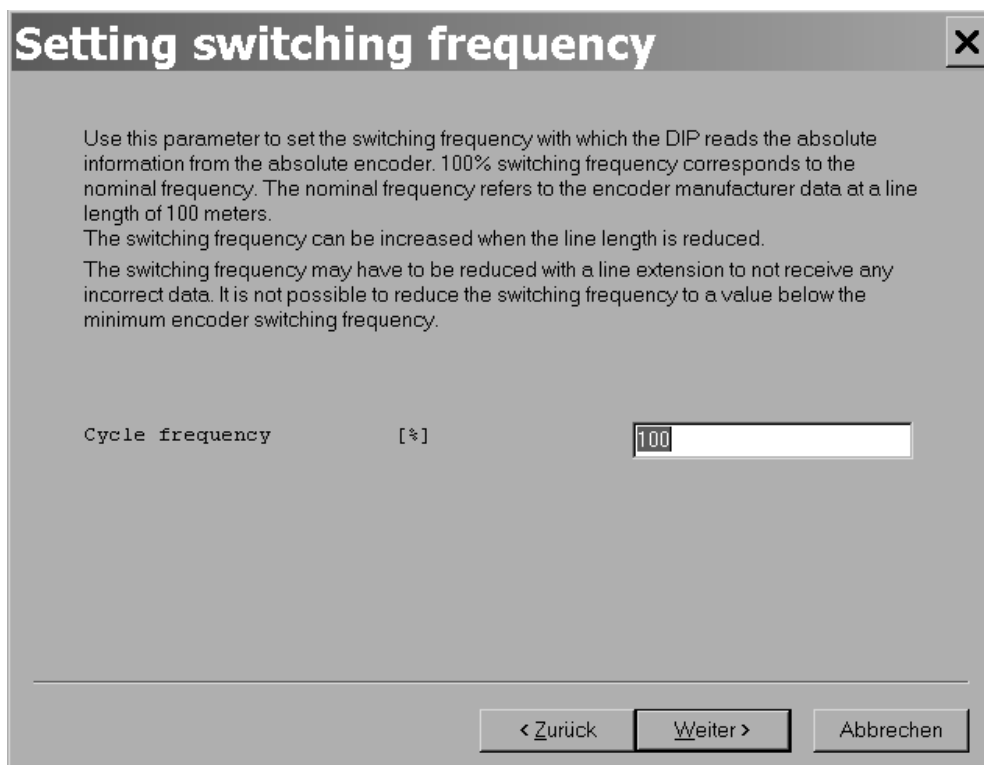 Setting switching frequency
Use this parameter to set the switching frequency with which the DIP reads the absolute
information from the absolute encoder. 100% switching frequency corresponds to the
nominal frequency. The nominal frequency refers to the encoder manufacturer data at a line
length of 100 meters.
The switching frequency can be increased when the line length is reduced.
The switching frequency may have to be reduced with a line extension to not receive any
incorrect data. It is not possible to reduce the switching frequency to a value below the
minimum encoder switching frequency.
Cycle frequency [%] 100
< Zurück Weiter > Abbrechen